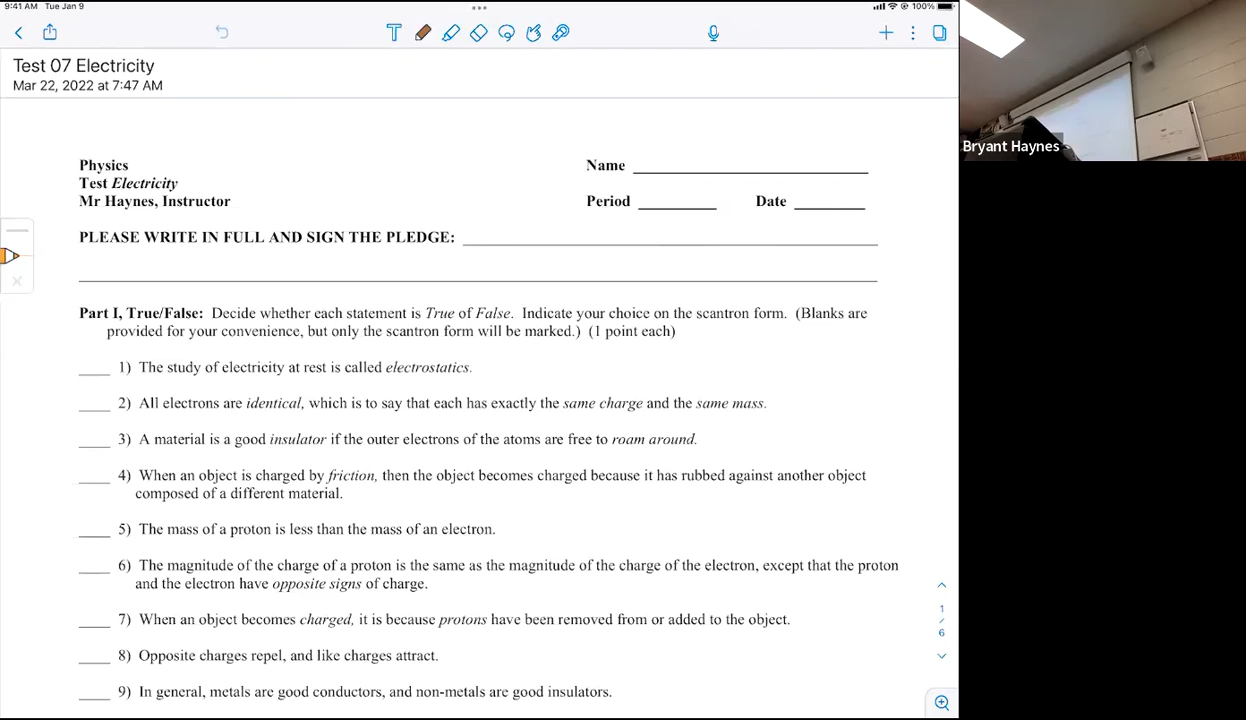 9:41 AM Tue Jan 9
100%
Test 07 Electricity
Mar 22, 2022 at 7:47 AM
Bryant Haynes
Physics
Name
Test Electricity
Mr Haynes, Instructor
Period Date
PLEASE WRITE IN FULL AND SIGN THE PLEDGE:
Part I, True/False: Decide whether each statement is True of False. Indicate your choice on the scantron form. (Blanks are
provided for your convenience, but only the scantron form will be marked.) (1 point each)
1) The study of electricity at rest is called electrostatics.
2) All electrons are identical, which is to say that each has exactly the same charge and the same mass.
3) A material is a good insulator if the outer electrons of the atoms are free to roam around.
4) When an object is charged by friction, then the object becomes charged because it has rubbed against another object
composed of a different material.
5) The mass of a proton is less than the mass of an electron.
6) The magnitude of the charge of a proton is the same as the magnitude of the charge of the electron, except that the proton
and the electron have opposite signs of charge.
7) When an object becomes charged, it is because protons have been removed from or added to the object.
8) Opposite charges repel, and like charges attract.
9) In general, metals are good conductors, and non-metals are good insulators.
1
/
6